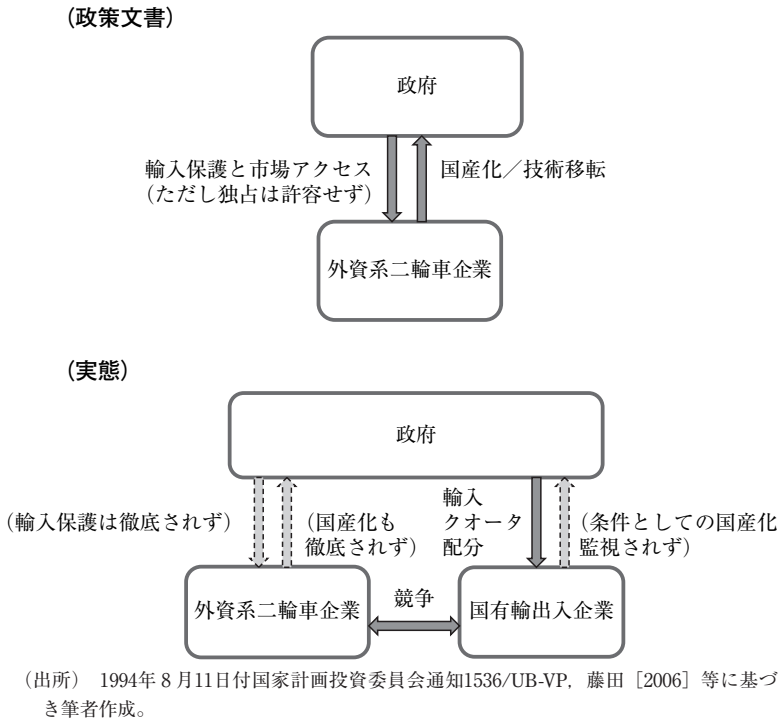 （政策文書）
政府
輸入保護と市場アクセス
（ただし独占は許容せず）
国産化／技術移転
外資系二輪車企業
（実態）
政府
（輸入保護は徹底されず）
（国産化も
徹底されず）
輸入
クオータ
配分
（条件としての国産化
監視されず）
外資系二輪車企業
競争
国有輸出入企業
（出所） 1994年８月11日付国家計画投資委員会通知1536/UB-VP，藤田［2006］等に基づ
き筆者作成。